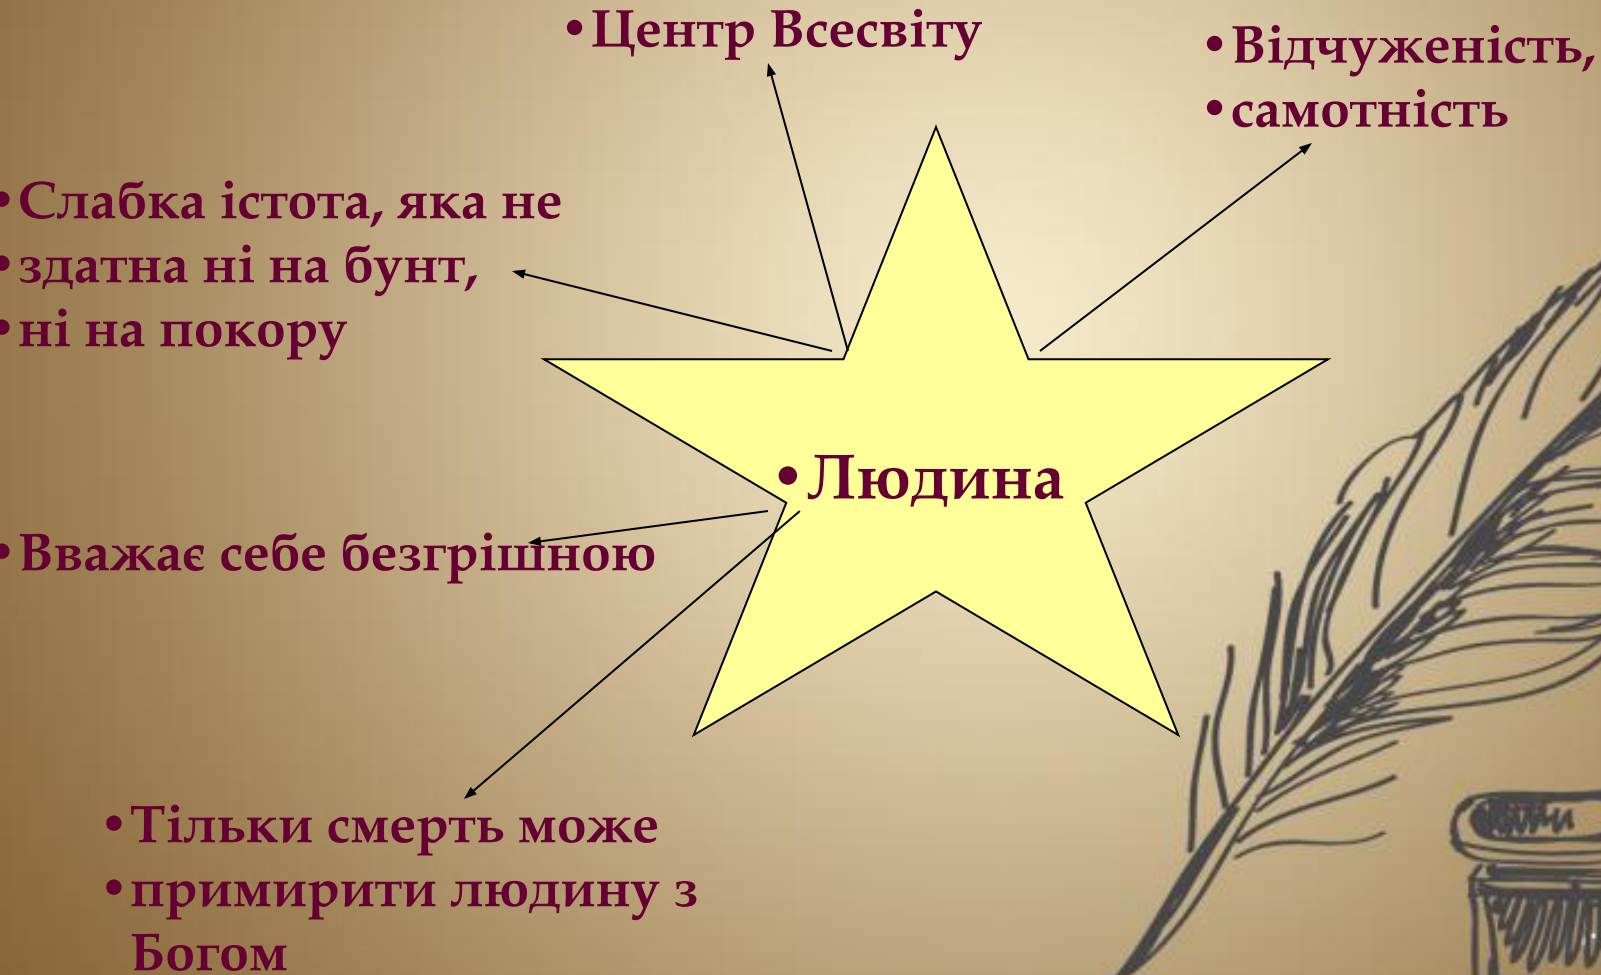 •Центр Всесвіту
•Відчуженість,
•самотність
•Слабка істота, яка не
•здатна ні на бунт,
•ні на покору
•Людина
•Вважає себе безгрішною
•Тільки смерть може
•примирити людину з
Богом